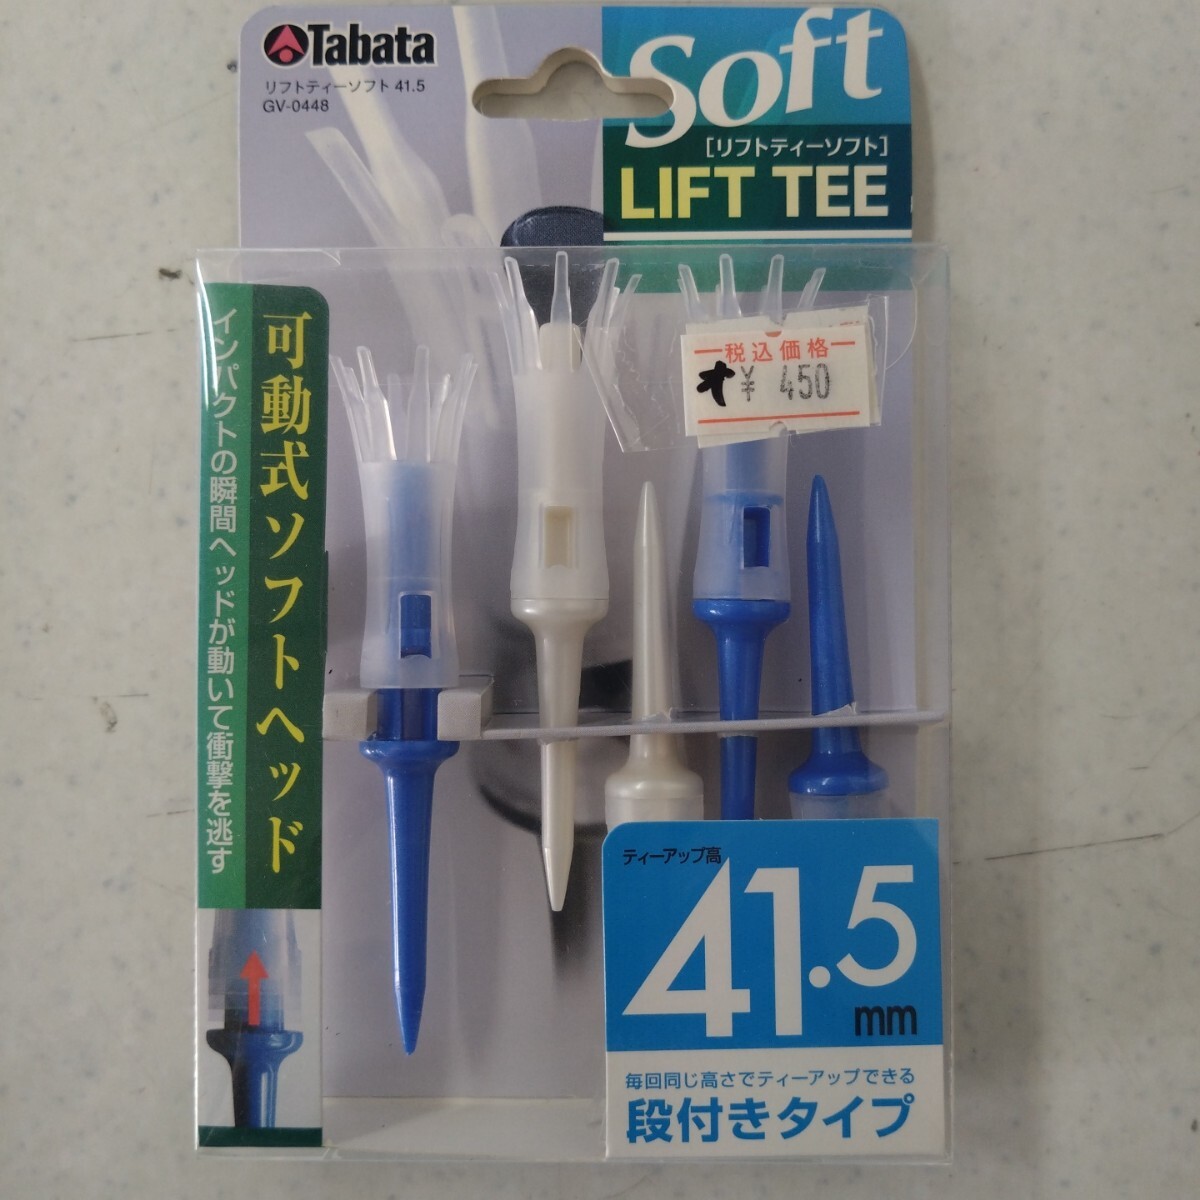 Tabata
リフトティーソフト 41.5
GV-0448
Soft
[リフトティーソフト]
LIFT TEE
可動式ソフトヘッド
インパクトの瞬間ヘッドが動いて衝撃を逃す
税込価格
オ ¥ 450
ティーアップ高
41.5
mm
毎回同じ高さでティーアップできる
段付きタイプ